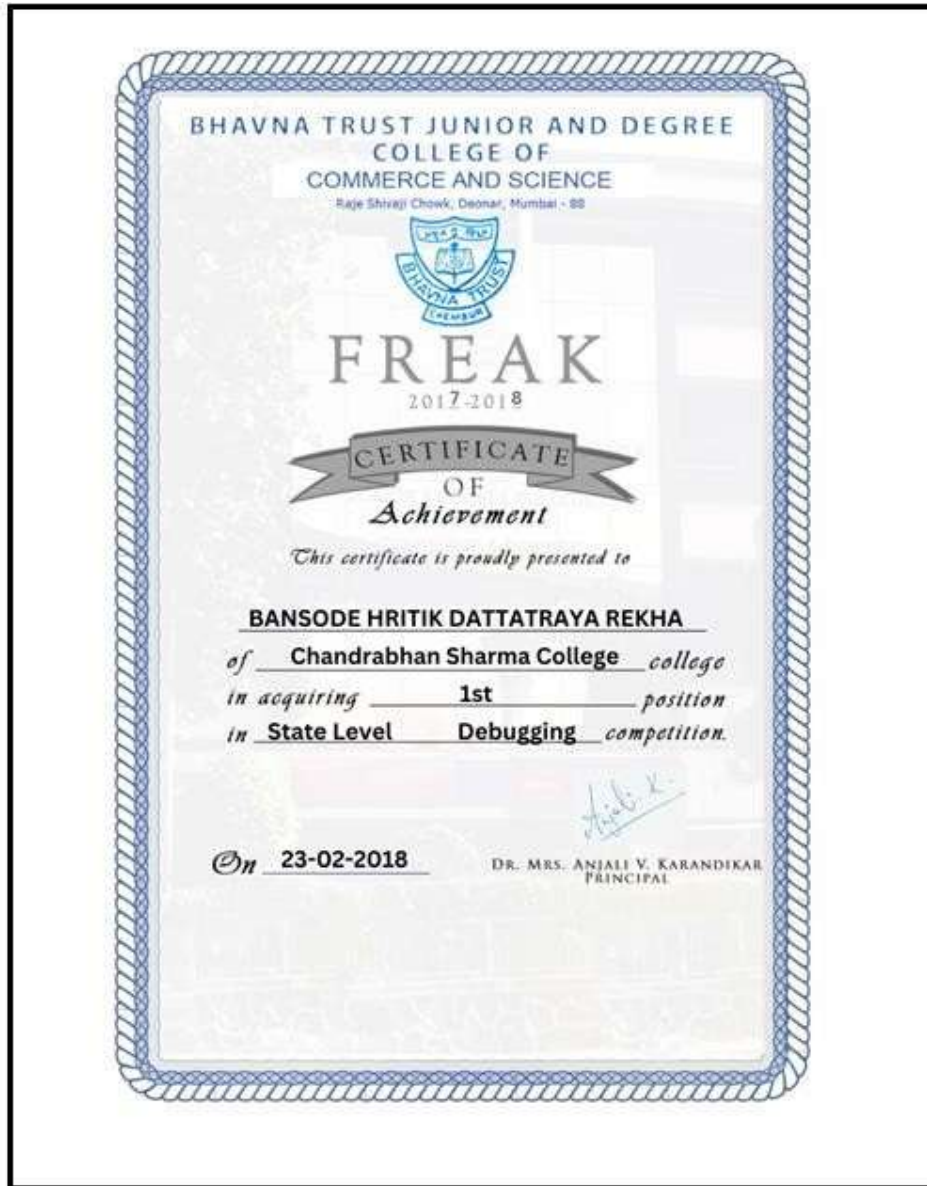 BHAVNA TRUST JUNIOR AND DEGREE
COLLEGE OF
COMMERCE AND SCIENCE
Raje Shivaji Chowk, Deonar, Mumbai - 88
BHAVNA TRUST
CHEMBUR
FREAK
2017-2018
CERTIFICATE
OF
Achievement
This certificate is proudly presented to
BANSODE HRITIK DATTATRAYA REKHA
of Chandrabhan Sharma College college
in acquiring 1st position
in State Level Debugging competition.
Anjali. K.
On 23-02-2018
DR. MRS. ANJALI V. KARANDIKAR
PRINCIPAL